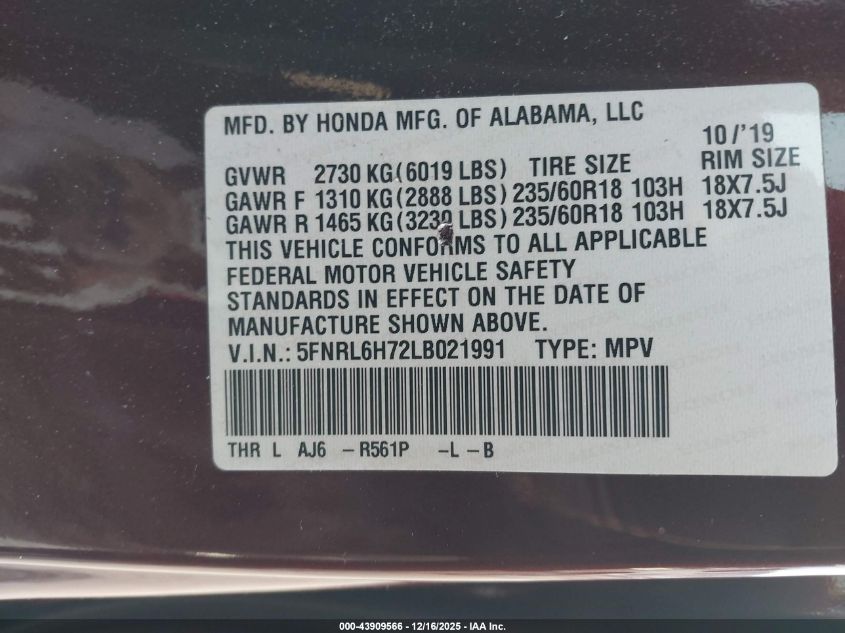 MFD. BY HONDA MFG. OF ALABAMA, LLC
10/'19
GVWR 2730 KG(6019 LBS) TIRE SIZE RIM SIZE
GAWR F 1310 KG(2888 LBS) 235/60R18 103H 18X7.5J
GAWR R 1465 KG(3230 LBS) 235/60R18 103H 18X7.5J
THIS VEHICLE CONFORMS TO ALL APPLICABLE
FEDERAL MOTOR VEHICLE SAFETY
STANDARDS IN EFFECT ON THE DATE OF
MANUFACTURE SHOWN ABOVE.
V.I.N.: 5FNRL6H72LB021991 TYPE: MPV
THR L AJ6 -R561P -L-B
000-43909566 - 12/16/2025 - IAA Inc.